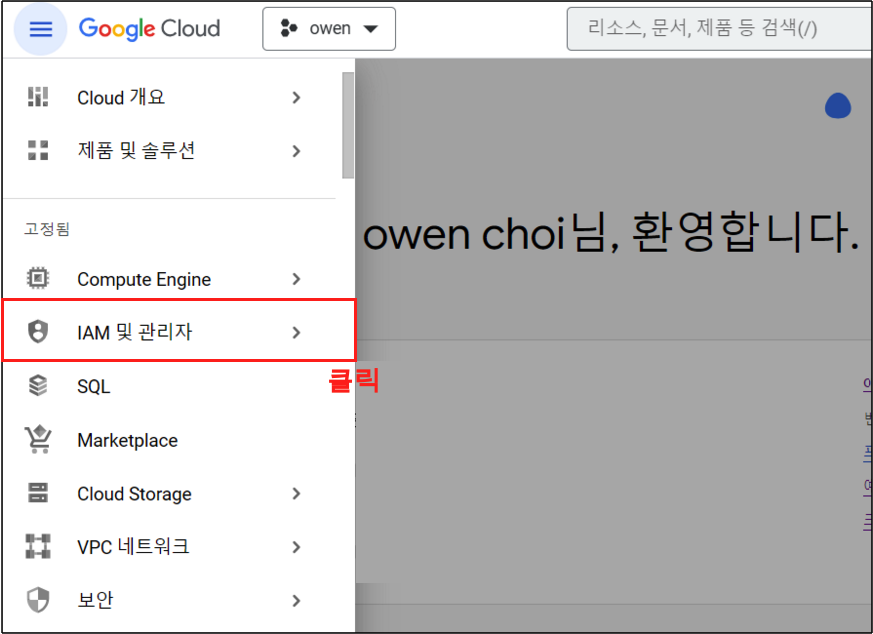 Google Cloud
owen
리소스, 문서, 제품 등 검색(/)
Cloud 개요
제품 및 솔루션
고정됨
Compute Engine
IAM 및 관리자
SQL
Marketplace
Cloud Storage
VPC 네트워크
보안
owen choi님, 환영합니다.
클릭